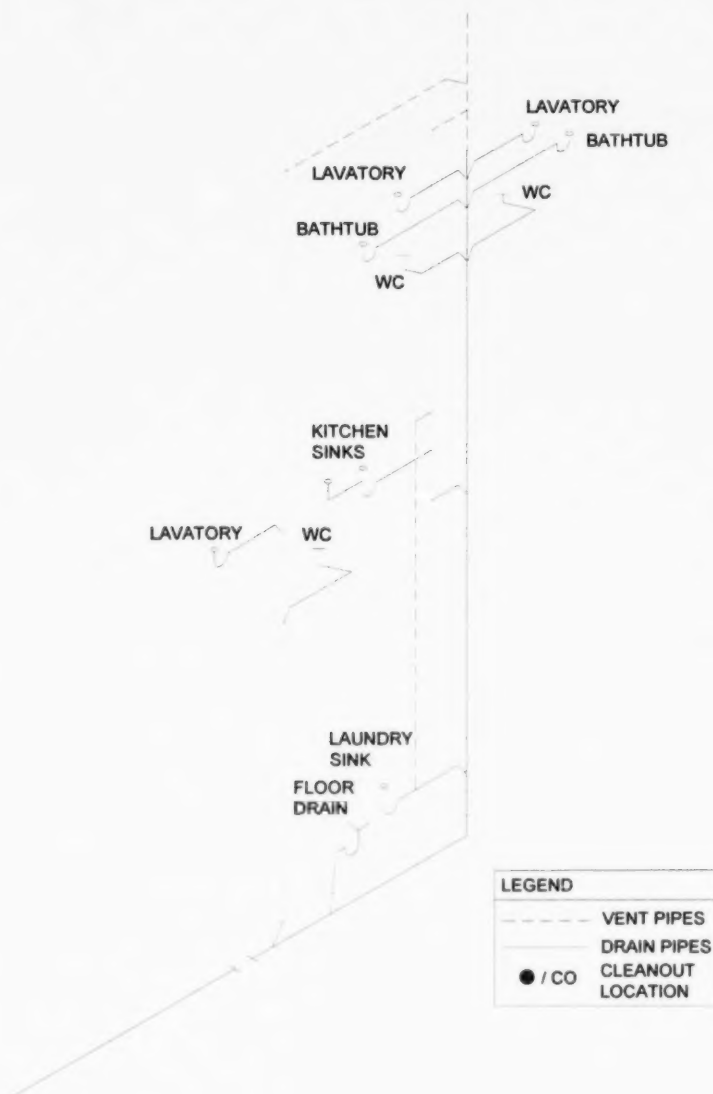 LAVATORY
BATHTUB
LAVATORY
WC
BATHTUB
WC
KITCHEN
SINKS
LAVATORY
WC
LAUNDRY
SINK
FLOOR
DRAIN
LEGEND
VENT PIPES
DRAIN PIPES
/ CO CLEANOUT
LOCATION